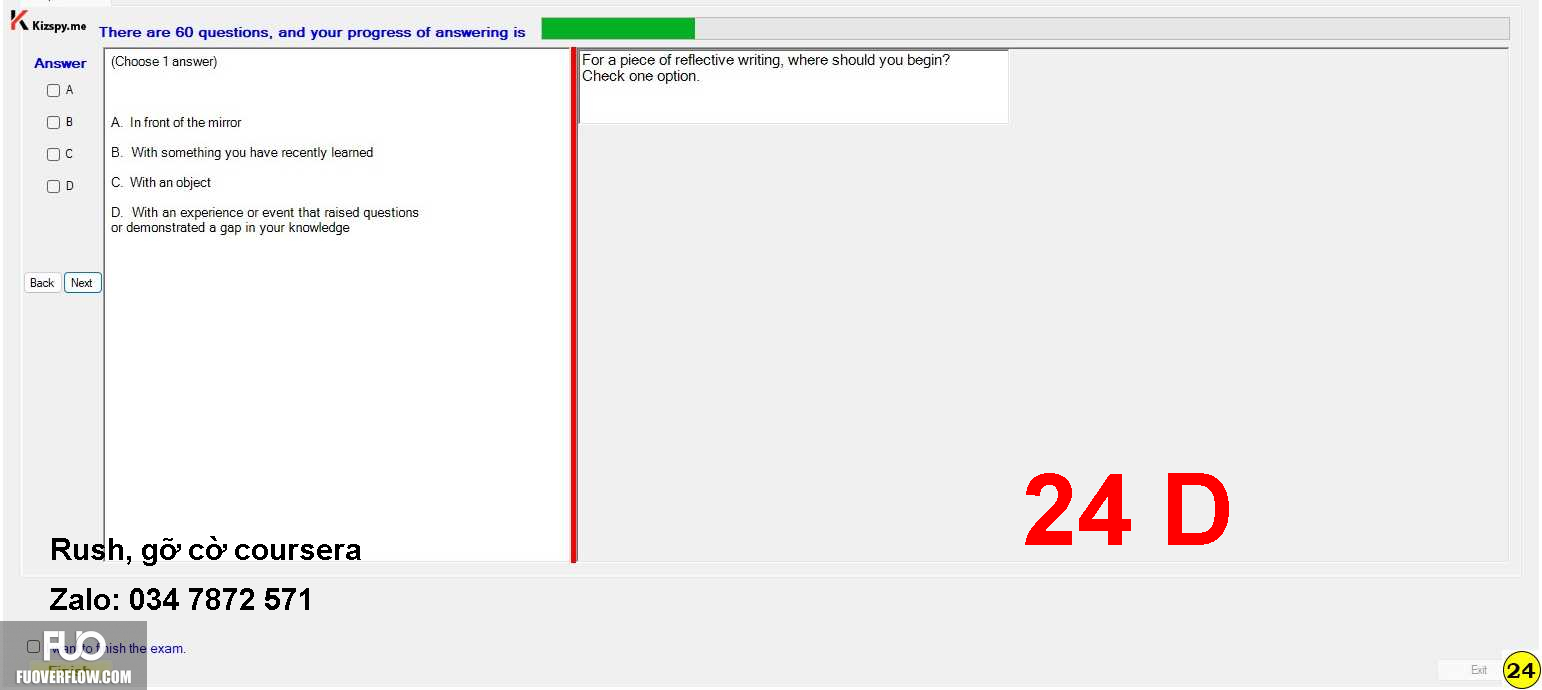 Kizspy.me
There are 60 questions, and your progress of answering is
Answer
A
B
C
D
Back
Next
(Choose 1 answer)
A. In front of the mirror
B. With something you have recently learned
C. With an object
D. With an experience or event that raised questions
or demonstrated a gap in your knowledge
For a piece of reflective writing, where should you begin?
Check one option.
24 D
Rush, gỡ cờ coursera
Zalo: 034 7872 571
FUO
FUOVERFLOW.COM
to finish the exam.
Finish
Exit
24